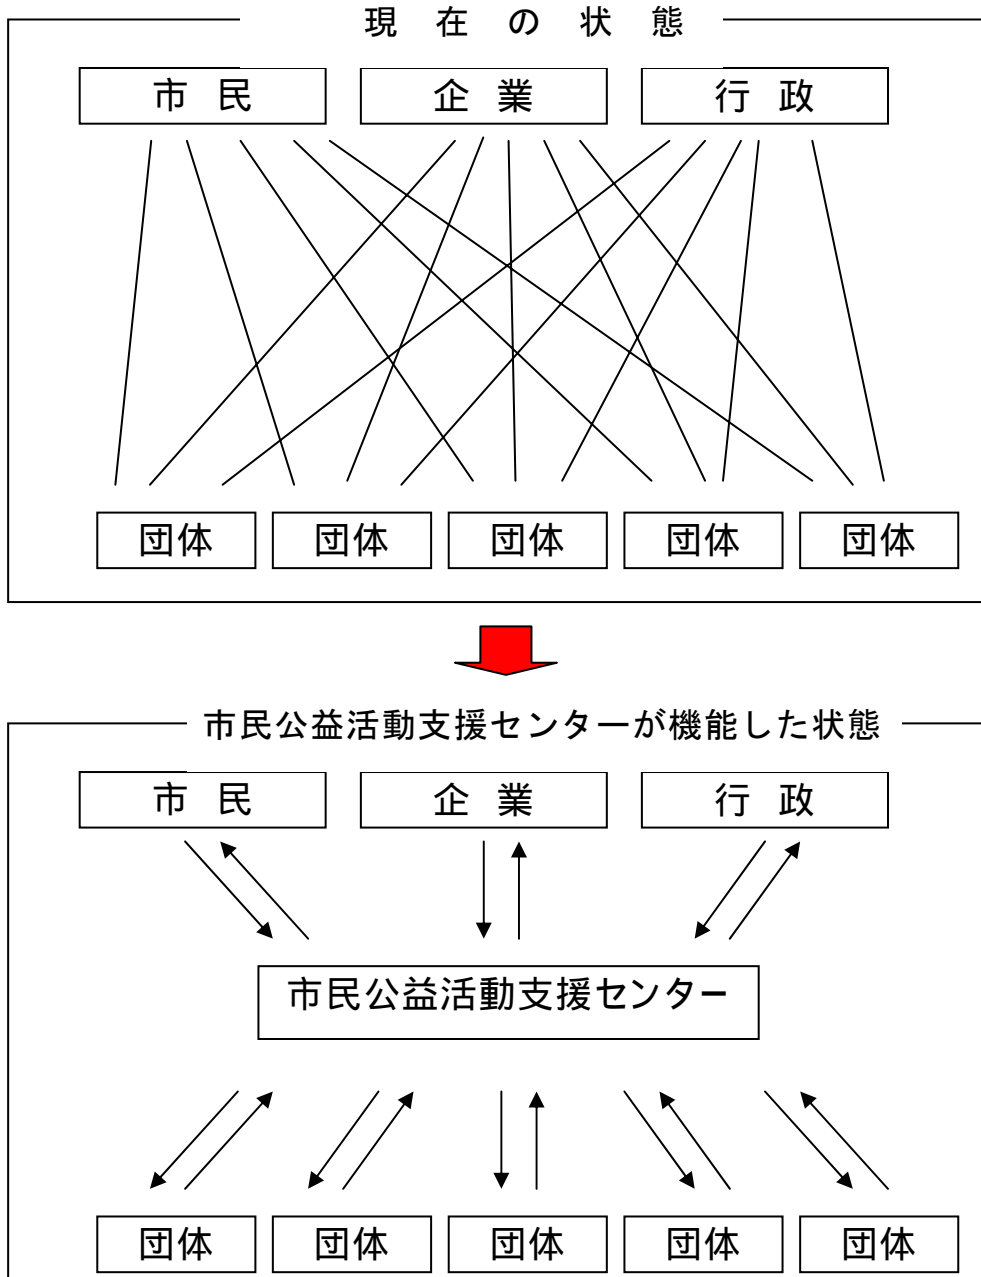 現在の状態
市民 企業 行政
団体 団体 団体 団体 団体
市民公益活動支援センターが機能した状態
市民 企業 行政
市民公益活動支援センター
団体 団体 団体 団体 団体